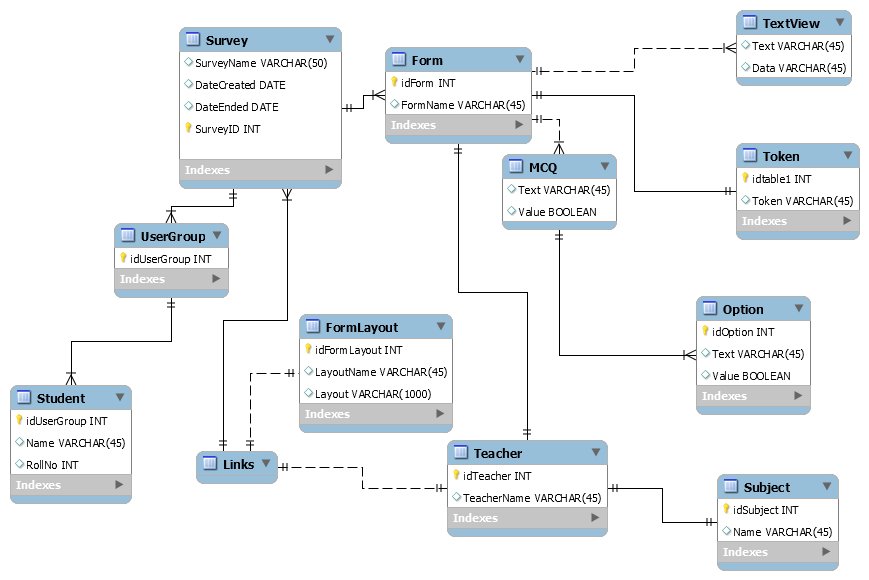 Survey
SurveyName VARCHAR(50)
DateCreated DATE
DateEnded DATE
SurveyID INT
Indexes
Form
idForm INT
FormName VARCHAR(45)
Indexes
TextView
Text VARCHAR(45)
Data VARCHAR(45)
MCQ
Text VARCHAR(45)
Value BOOLEAN
Token
idtable1 INT
Token VARCHAR(45)
Indexes
UserGroup
idUserGroup INT
Indexes
FormLayout
idFormLayout INT
LayoutName VARCHAR(45)
Layout VARCHAR(1000)
Indexes
Option
idOption INT
Text VARCHAR(45)
Value BOOLEAN
Indexes
Student
idUserGroup INT
Name VARCHAR(45)
RollNo INT
Indexes
Links
Teacher
idTeacher INT
TeacherName VARCHAR(45)
Indexes
Subject
idSubject INT
Name VARCHAR(45)
Indexes